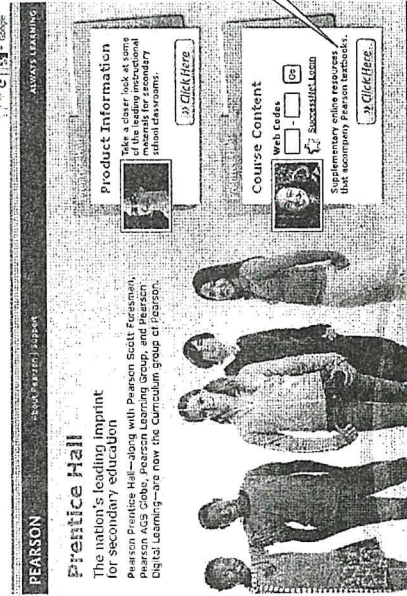 Google
PEARSON
About Pearson | Support
ALWAYS LEARNING
Prentice Hall
The nation's leading imprint
for secondary education
Pearson Prentice Hall—along with Pearson Scott Foresman,
Pearson AGS Globe, Pearson Learning Group, and Pearson
Digital Learning—are now the Curriculum group of Pearson.
Product Information
Take a closer look at some
of the leading instructional
materials for secondary
school classrooms.
» Click Here
Course Content
Web Codes
- Go
SuccessNet Login
Supplementary online resources
that accompany Pearson textbooks.
» Click Here